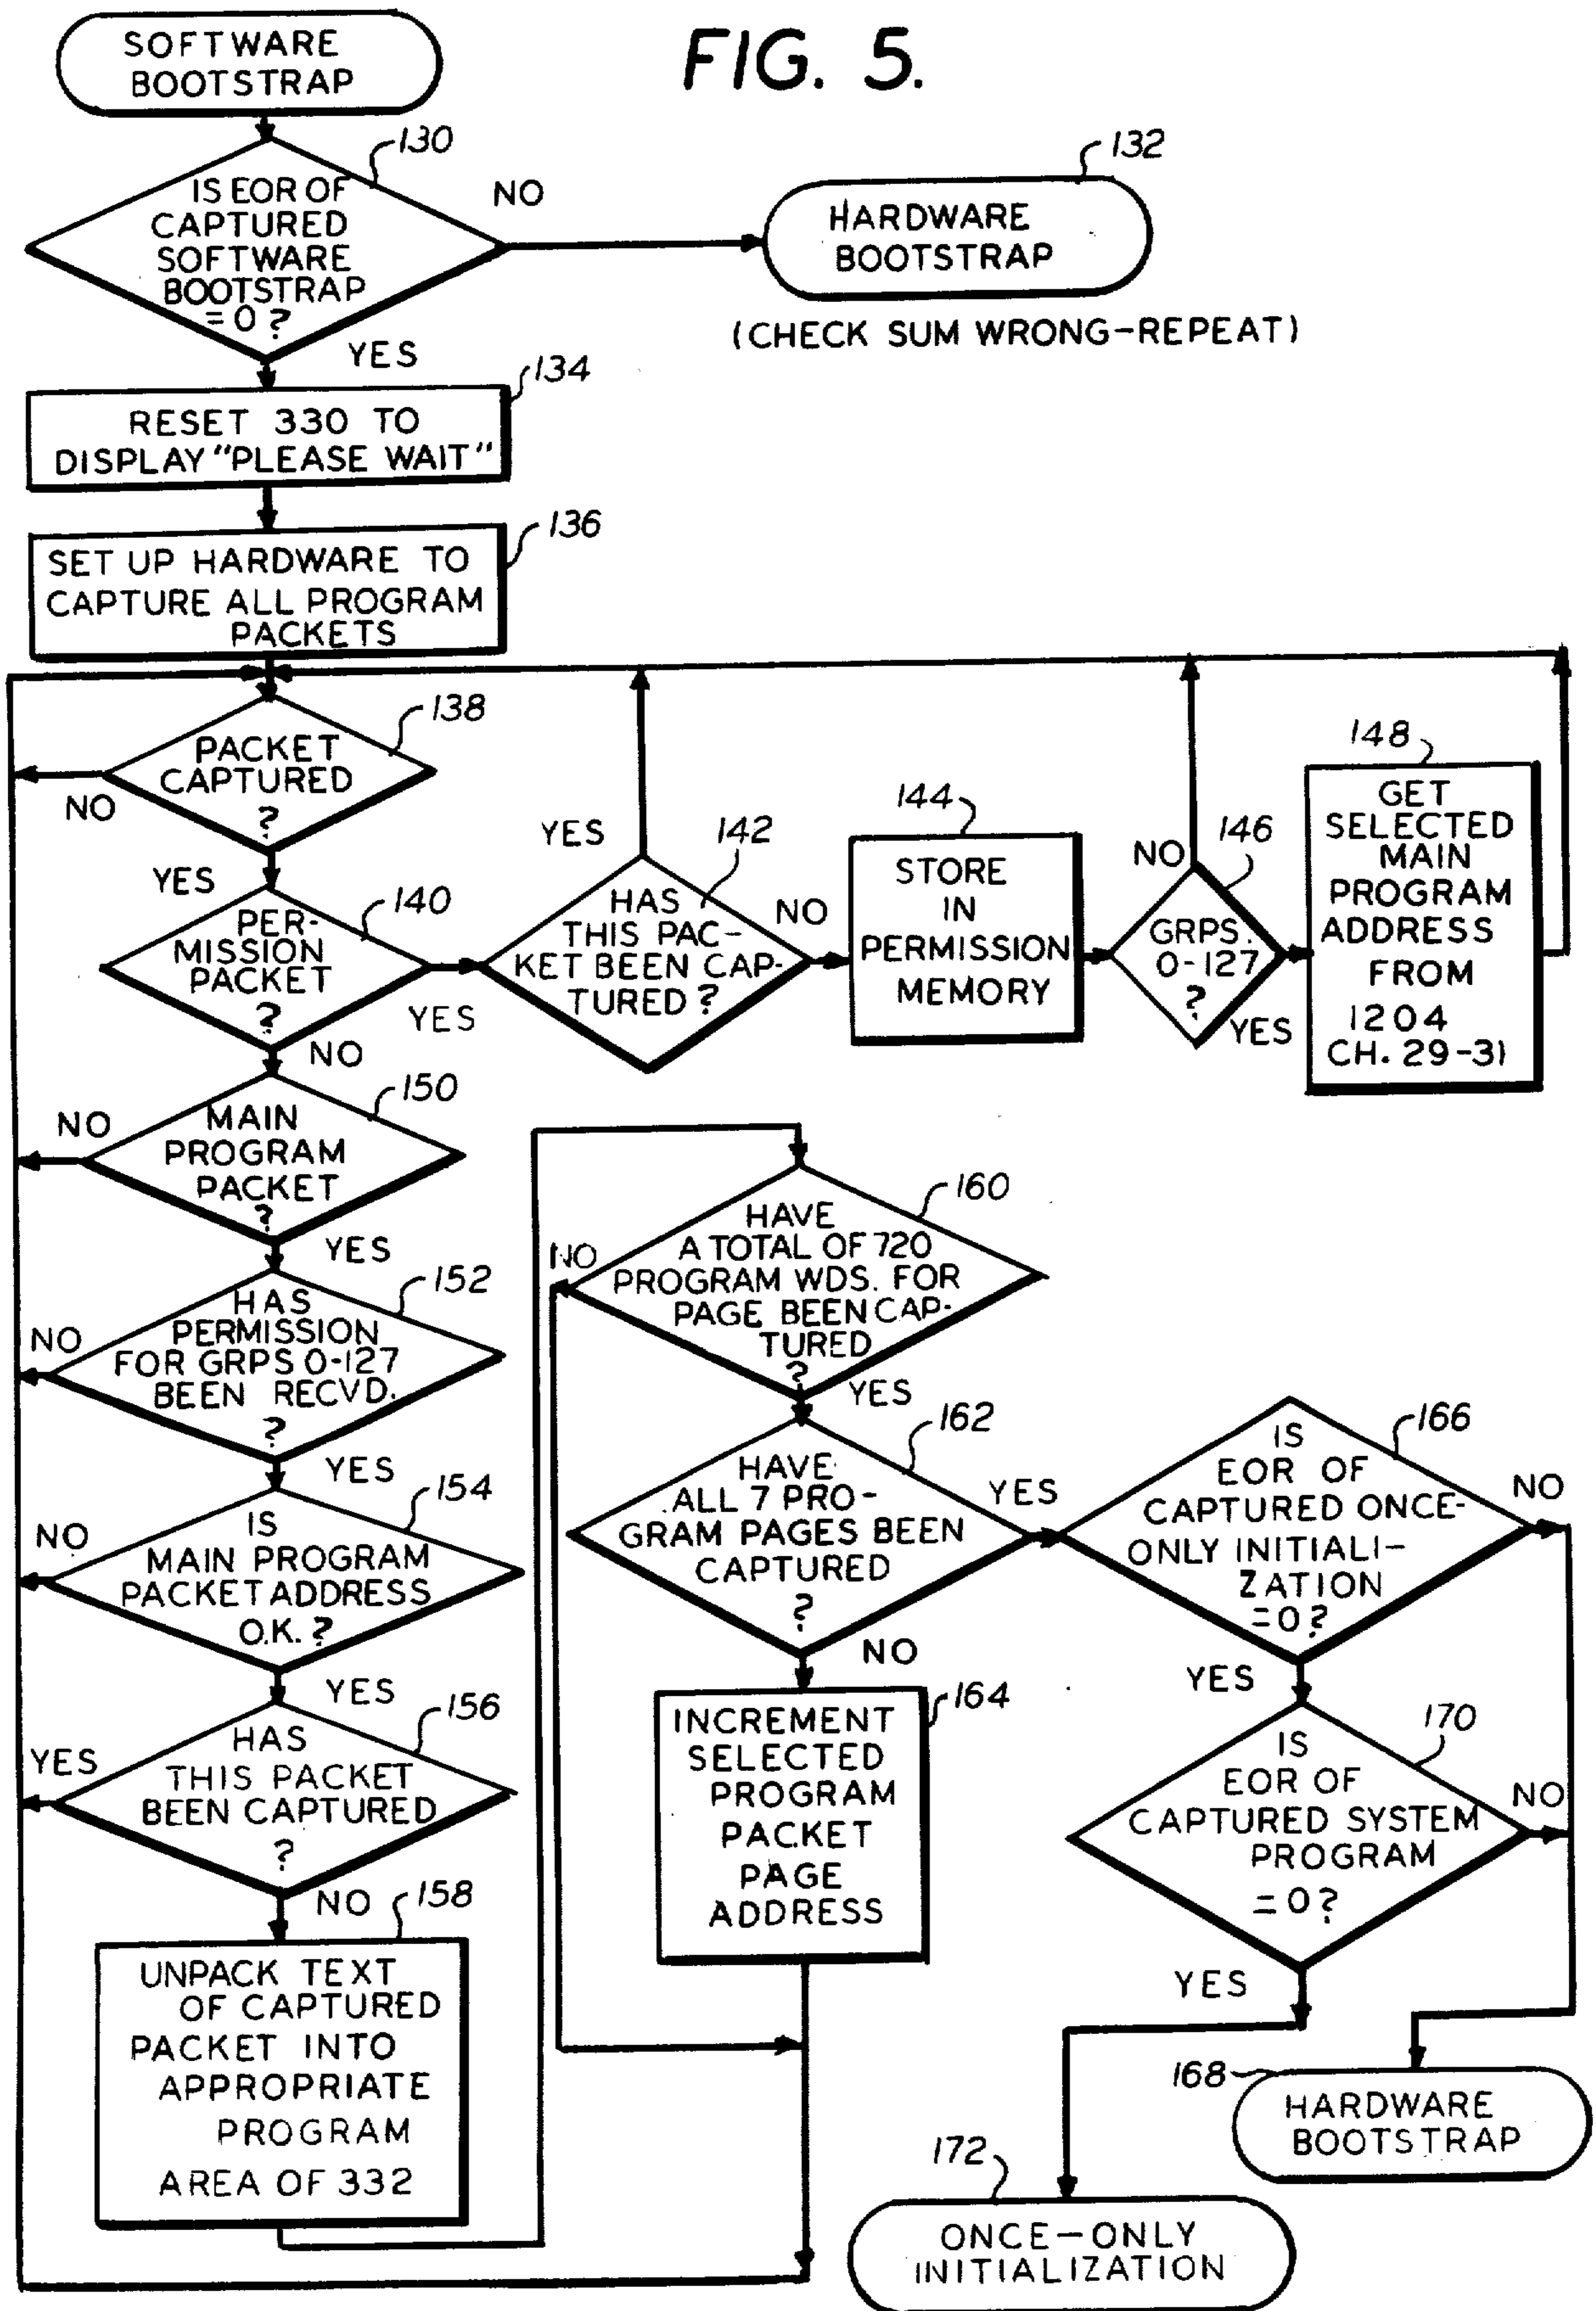 FIG. 5.
SOFTWARE
BOOTSTRAP
130
IS EOR OF
CAPTURED
SOFTWARE
BOOTSTRAP
=0 ?
NO
132
HARDWARE
BOOTSTRAP
(CHECK SUM WRONG-REPEAT)
YES
134
RESET 330 TO
DISPLAY "PLEASE WAIT"
136
SET UP HARDWARE TO
CAPTURE ALL PROGRAM
PACKETS
138
PACKET
CAPTURED
?
NO
YES
140
PER-
MISSION
PACKET
?
YES
NO
142
YES
HAS
THIS PAC-
KET BEEN CAP-
TURED ?
NO
144
STORE
IN
PERMISSION
MEMORY
146
NO
GRPS.
0-127
?
YES
148
GET
SELECTED
MAIN
PROGRAM
ADDRESS
FROM
1204
CH. 29-31
150
NO
MAIN
PROGRAM
PACKET
?
YES
152
NO
HAS
PERMISSION
FOR GRPS 0-127
BEEN RECVD.
?
YES
154
NO
IS
MAIN PROGRAM
PACKET ADDRESS
O.K. ?
YES
156
YES
HAS
THIS PACKET
BEEN CAPTURED
?
NO
158
UNPACK TEXT
OF CAPTURED
PACKET INTO
APPROPRIATE
PROGRAM
AREA OF 332
160
NO
HAVE
A TOTAL OF 720
PROGRAM WDS. FOR
PAGE BEEN CAP-
TURED
?
YES
162
HAVE
ALL 7 PRO-
GRAM PAGES BEEN
CAPTURED
?
YES
NO
164
INCREMENT
SELECTED
PROGRAM
PACKET
PAGE
ADDRESS
166
IS
EOR OF
CAPTURED ONCE-
ONLY INITIALI-
ZATION
=0?
NO
YES
170
IS
EOR OF
CAPTURED SYSTEM
PROGRAM
=0?
NO
YES
168
HARDWARE
BOOTSTRAP
172
ONCE-ONLY
INITIALIZATION